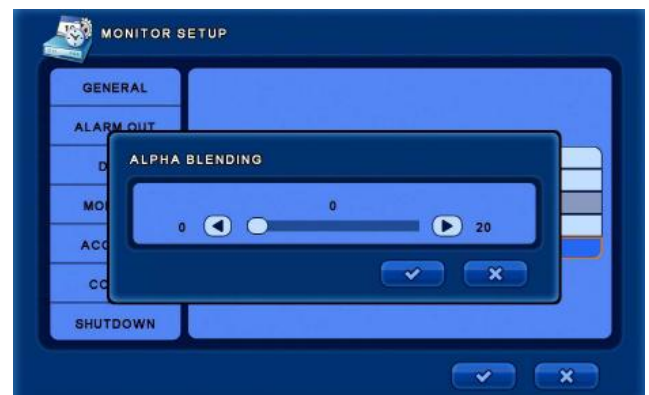 MONITOR SETUP
GENERAL
ALARM OUT
ALPHA BLENDING
0
0
20
SHUTDOWN